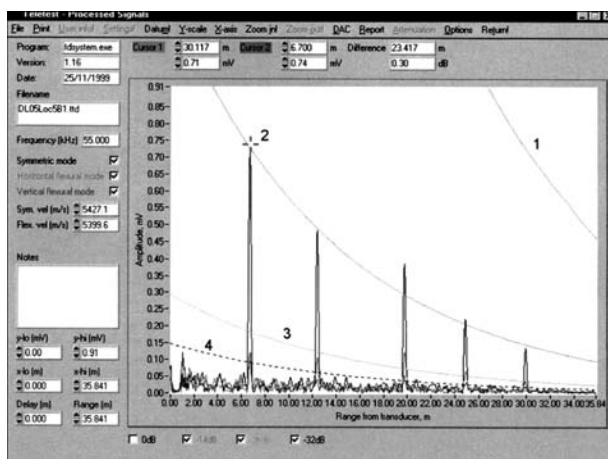 Teletest - Processed Signals
File Print User info! Settings! Datum! Y-scale X-axis Zoom in! Zoom out! DAC Report Attenuation Options Return!
Program: tdsystem.exe
Version: 1.16
Date: 25/11/1999
Cursor 1 30.117 m Cursor 2 6.700 m Difference 23.417 m
0.71 mV 0.74 mV 0.30 dB
Filename
DL05Loc5B1.ttd
Frequency (kHz) 55.000
Symmetric mode
Horizontal flexural mode
Vertical flexural mode
Sym. vel (m/s) 5427.1
Flex. vel (m/s) 5399.6
Notes
y-lo (mV) y-hi (mV)
0.00 0.91
x-lo (m) x-hi (m)
0.000 35.841
Delay (m) Range (m)
0.000 35.841
Amplitude, mV
0.91
0.85
0.80
0.75
0.70
0.65
0.60
0.55
0.50
0.45
0.40
0.35
0.30
0.25
0.20
0.15
0.10
0.05
0.00
1
2
3
4
0.00 2.00 4.00 6.00 8.00 10.00 12.00 14.00 16.00 18.00 20.00 22.00 24.00 26.00 28.00 30.00 32.00 35.84
Range from transducer, m
0dB -14dB -32dB